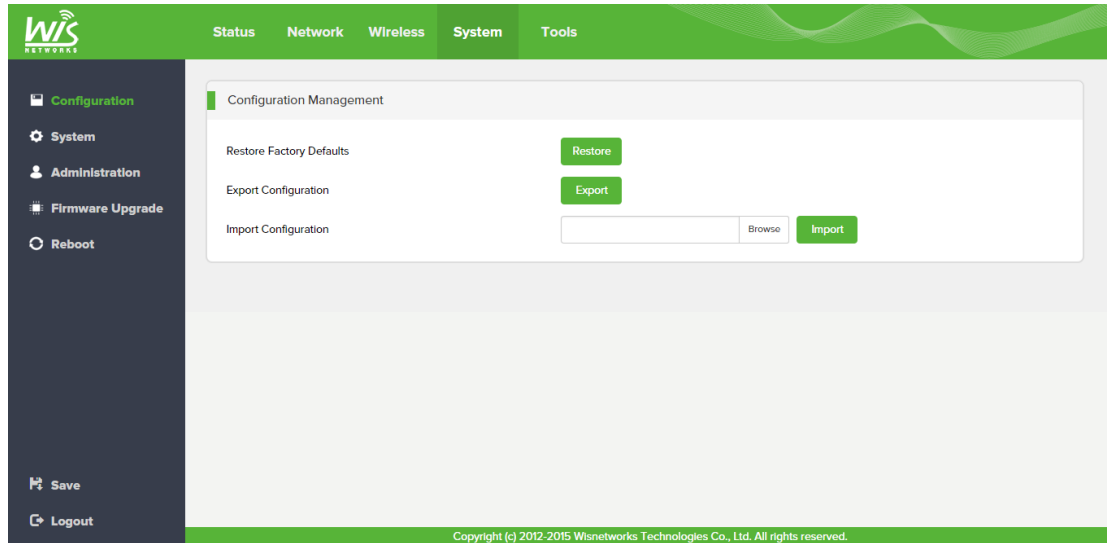 WiS
NETWORKS
Status Network Wireless System Tools
Configuration
System
Administration
Firmware Upgrade
Reboot
Save
Logout
Configuration Management
Restore Factory Defaults Restore
Export Configuration Export
Import Configuration Browse Import
Copyright (c) 2012-2015 Wisnetworks Technologies Co., Ltd. All rights reserved.